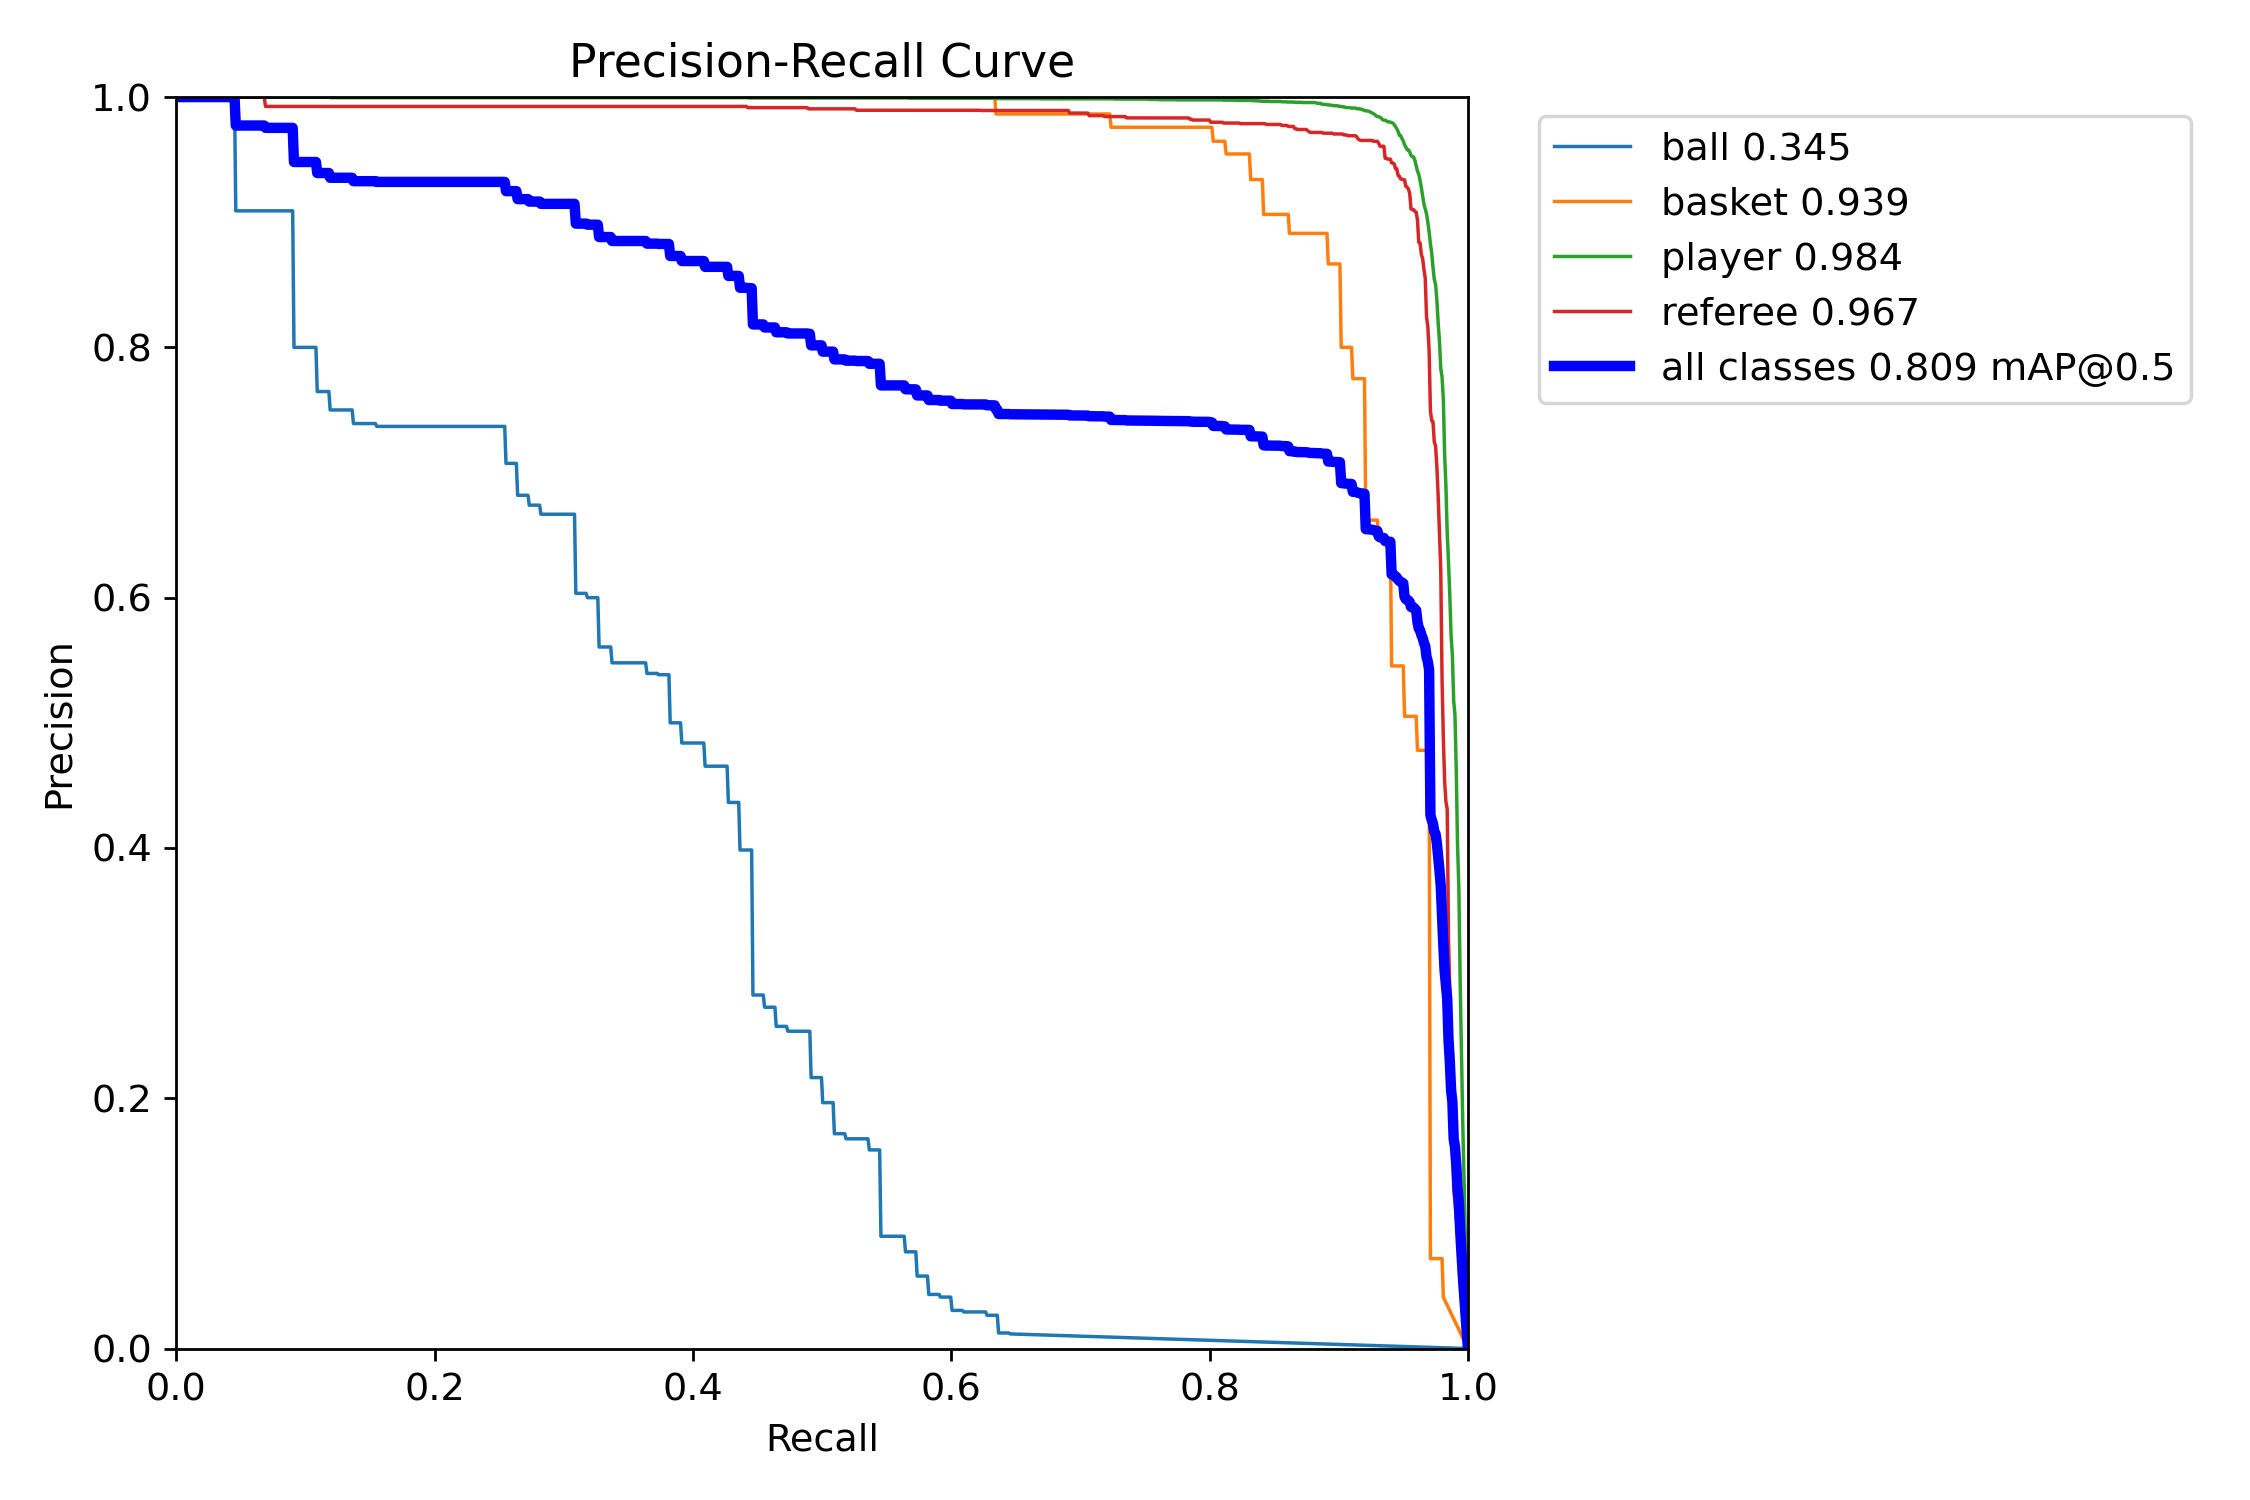 Precision-Recall Curve
1.0
0.8
0.6
0.4
0.2
0.0
Precision
0.0 0.2 0.4 0.6 0.8 1.0
Recall
ball 0.345
basket 0.939
player 0.984
referee 0.967
all classes 0.809 mAP@0.5